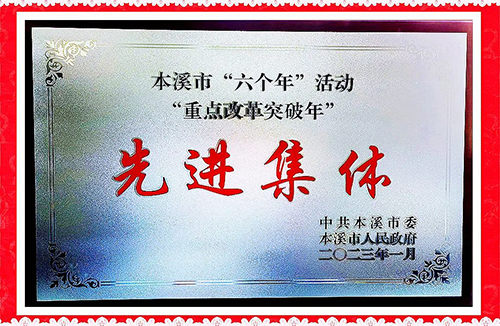 本溪市“六个年”活动
“重点改革突破年”
先进集体
中共本溪市委
本溪市人民政府
二〇二三年一月